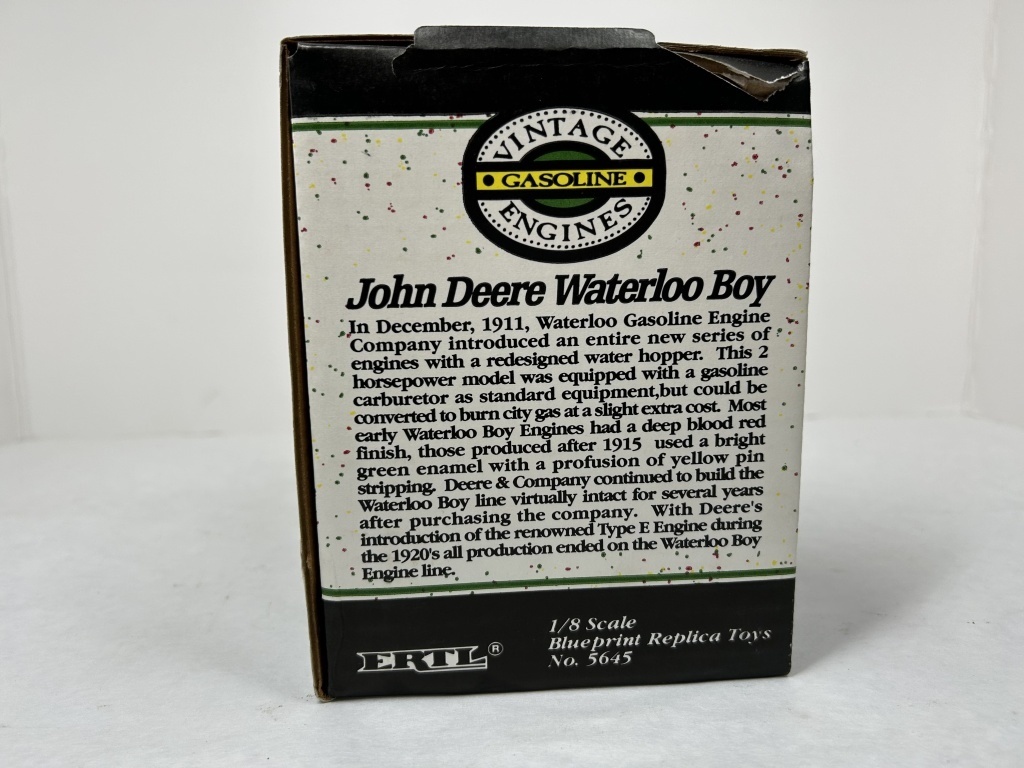 VINTAGE
GASOLINE
ENGINES
John Deere Waterloo Boy
In December, 1911, Waterloo Gasoline Engine
Company introduced an entire new series of
engines with a redesigned water hopper. This 2
horsepower model was equipped with a gasoline
carburetor as standard equipment,but could be
converted to burn city gas at a slight extra cost. Most
early Waterloo Boy Engines had a deep blood red
finish, those produced after 1915 used a bright
green enamel with a profusion of yellow pin
stripping. Deere & Company continued to build the
Waterloo Boy line virtually intact for several years
after purchasing the company. With Deere's
introduction of the renowned Type E Engine during
the 1920's all production ended on the Waterloo Boy
Engine line.
ERTL®
1/8 Scale
Blueprint Replica Toys
No. 5645